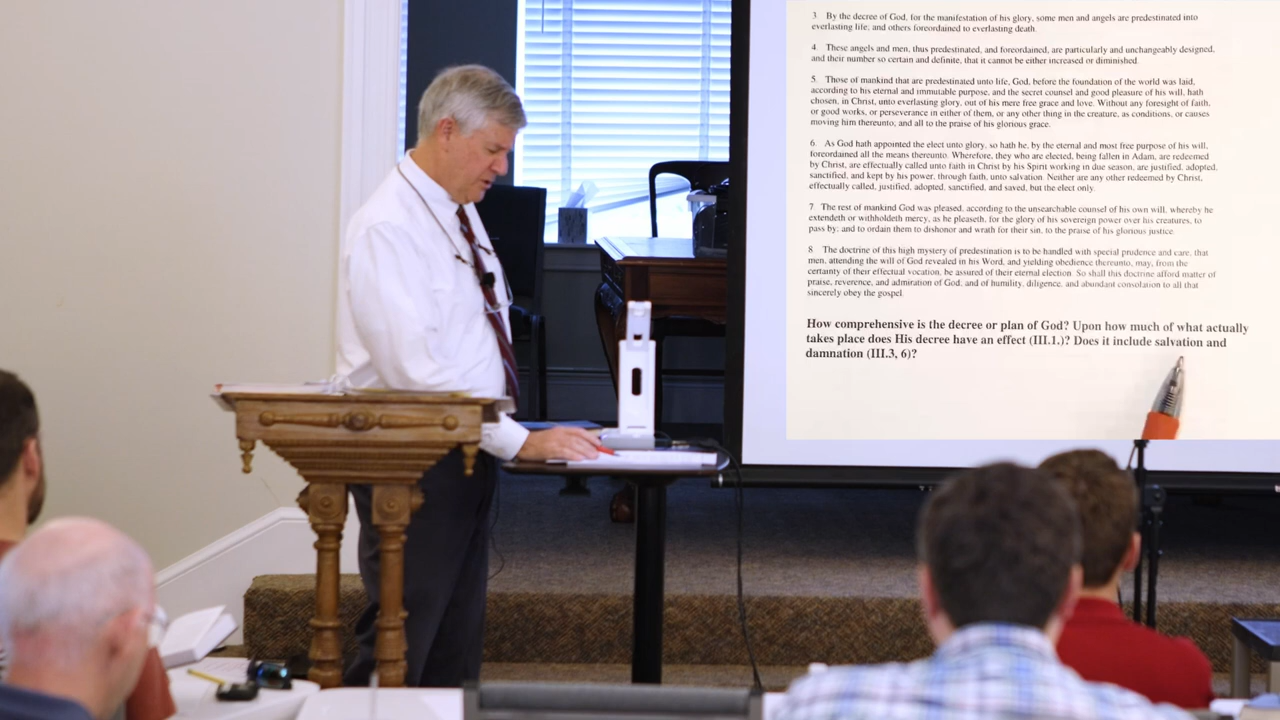 3. By the decree of God, for the manifestation of his glory, some men and angels are predestinated into
everlasting life; and others foreordained to everlasting death.
4. These angels and men, thus predestinated, and foreordained, are particularly and unchangeably designed,
and their number so certain and definite, that it cannot be either increased or diminished.
5. Those of mankind that are predestinated unto life, God, before the foundation of the world was laid,
according to his eternal and immutable purpose, and the secret counsel and good pleasure of his will, hath
chosen, in Christ, unto everlasting glory, out of his mere free grace and love. Without any foresight of faith,
or good works, or perseverance in either of them, or any other thing in the creature, as conditions, or causes
moving him thereunto, and all to the praise of his glorious grace.
6. As God hath appointed the elect unto glory, so hath he, by the eternal and most free purpose of his will,
foreordained all the means thereunto. Wherefore, they who are elected, being fallen in Adam, are redeemed
by Christ, are effectually called unto faith in Christ by his Spirit working in due season, are justified, adopted,
sanctified, and kept by his power, through faith, unto salvation. Neither are any other redeemed by Christ,
effectually called, justified, adopted, sanctified, and saved, but the elect only.
7. The rest of mankind God was pleased, according to the unsearchable counsel of his own will, whereby he
extendeth or withholdeth mercy, as he pleaseth, for the glory of his sovereign power over his creatures, to
pass by; and to ordain them to dishonor and wrath for their sin, to the praise of his glorious justice.
8. The doctrine of this high mystery of predestination is to be handled with special prudence and care, that
men, attending the will of God revealed in his Word, and yielding obedience thereunto, may, from the
certainty of their effectual vocation, be assured of their eternal election. So shall this doctrine afford matter of
praise, reverence, and admiration of God; and of humility, diligence, and abundant consolation to all that
sincerely obey the gospel.
How comprehensive is the decree or plan of God? Upon how much of what actually
takes place does His decree have an effect (III.1.)? Does it include salvation and
damnation (III.3, 6)?